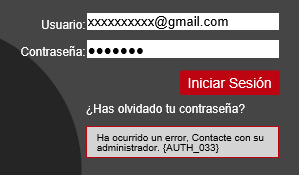 Usuario: xxxxxxxxxx@gmail.com
Contraseña: ●●●●●●●
Iniciar Sesión
¿Has olvidado tu contraseña?
Ha ocurrido un error, Contacte con su
administrador. {AUTH_033}